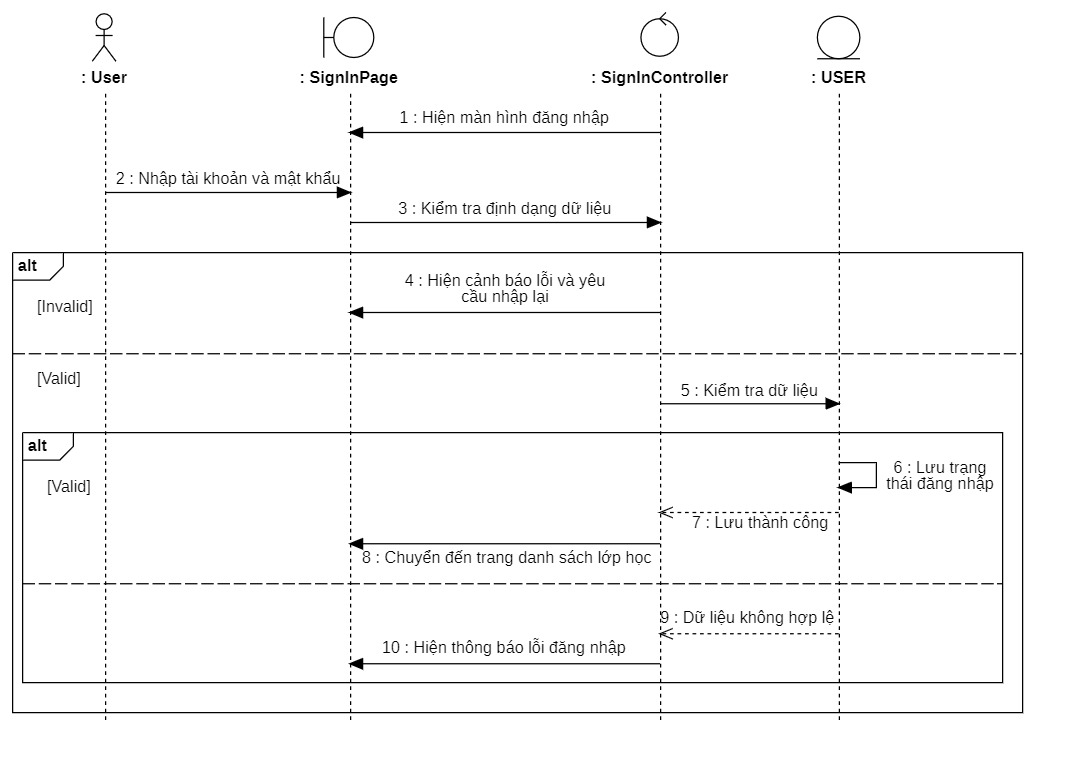 : User
: SignInPage
: SignInController
: USER
1 : Hiện màn hình đăng nhập
2 : Nhập tài khoản và mật khẩu
3 : Kiểm tra định dạng dữ liệu
alt
4 : Hiện cảnh báo lỗi và yêu
cầu nhập lại
[Invalid]
[Valid]
5 : Kiểm tra dữ liệu
alt
6 : Lưu trạng
thái đăng nhập
[Valid]
7 : Lưu thành công
8 : Chuyển đến trang danh sách lớp học
9 : Dữ liệu không hợp lệ
10 : Hiện thông báo lỗi đăng nhập